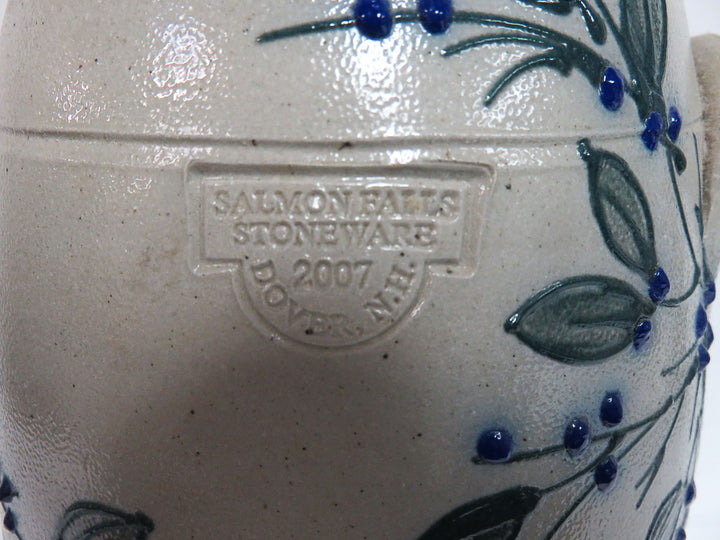 SALMON FALLS
STONEWARE
2007
DOVER, N.H.